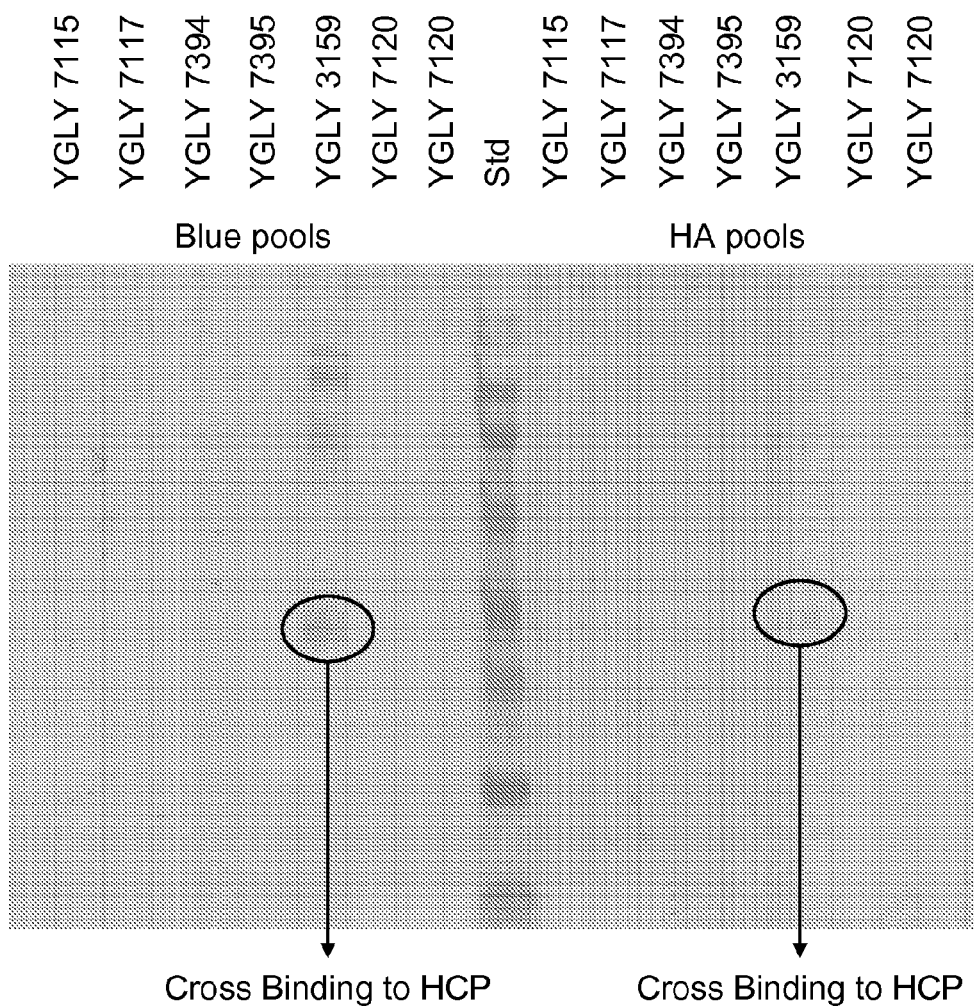 YGLY 7115
YGLY 7117
YGLY 7394
YGLY 7395
YGLY 3159
YGLY 7120
YGLY 7120
Std
YGLY 7115
YGLY 7117
YGLY 7394
YGLY 7395
YGLY 3159
YGLY 7120
YGLY 7120
Blue pools
HA pools
Cross Binding to HCP
Cross Binding to HCP